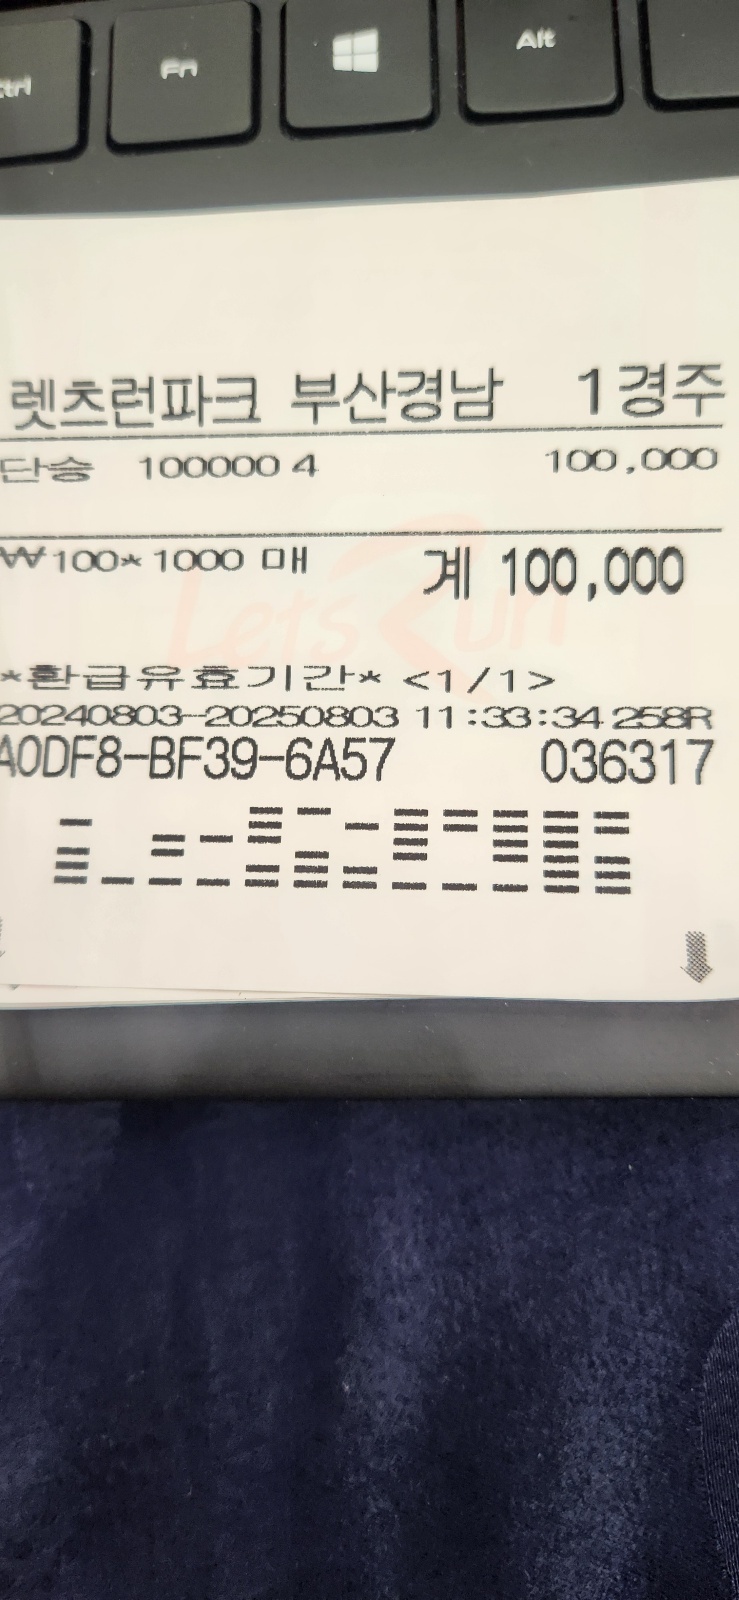 Ctrl Fn Alt
렛츠런파크 부산경남 1경주
단승 100000 4 100,000
₩100* 1000 매 계 100,000
Lets Run
*환급유효기간* <1/1>
20240803-20250803 11:33:34 258R
A0DF8-BF39-6A57 036317